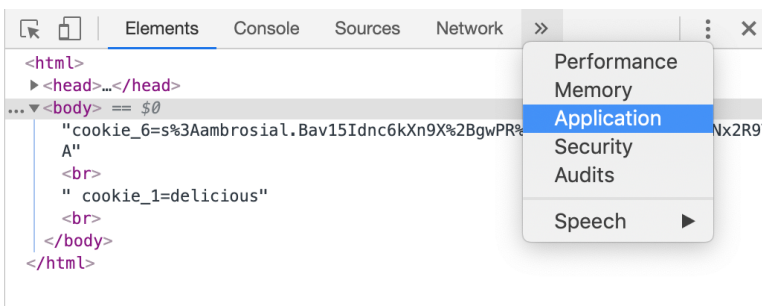 Elements Console Sources Network »
<html>
▶<head>…</head>
…▼<body> == $0
"cookie_6=s%3Aambrosial.Bav15Idnc6kXn9X%2BgwPR%
A"
<br>
" cookie_1=delicious"
<br>
</body>
</html>
Performance
Memory
Application
Security
Audits
Speech ▶